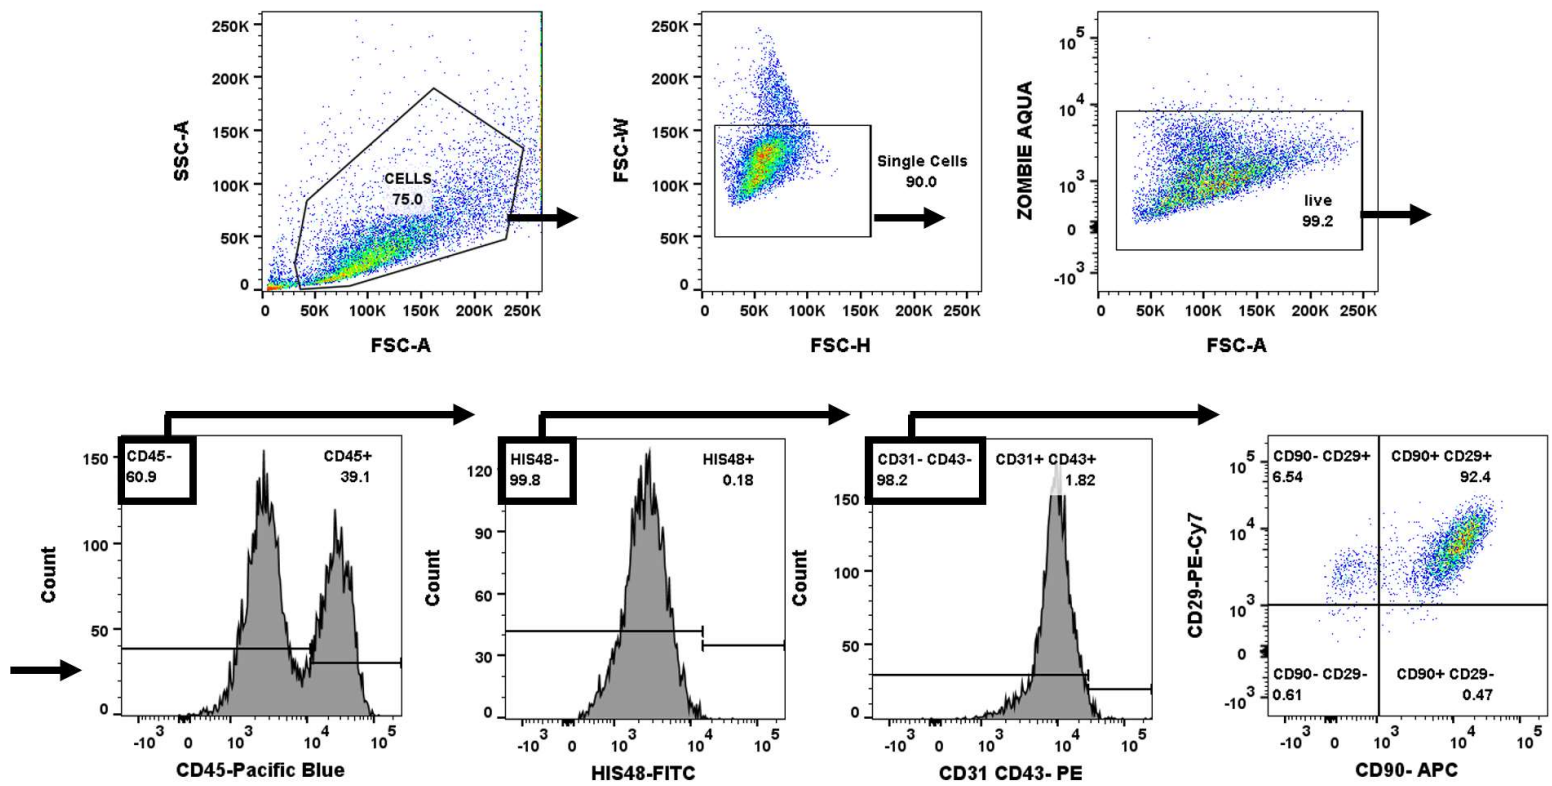 250K
200K
150K
100K
50K
0
SSC-A
CELLS
75.0
0 50K 100K 150K 200K 250K
FSC-A
250K
200K
150K
100K
50K
0
FSC-W
Single Cells
90.0
0 50K 100K 150K 200K 250K
FSC-H
10^5
10^4
10^3
0
-10^3
ZOMBIE AQUA
live
99.2
0 50K 100K 150K 200K 250K
FSC-A
150
100
50
0
Count
CD45-
60.9
CD45+
39.1
-10^3 0 10^3 10^4 10^5
CD45-Pacific Blue
120
90
60
30
0
Count
HIS48-
99.8
HIS48+
0.18
-10^3 0 10^3 10^4 10^5
HIS48-FITC
150
100
50
0
Count
CD31- CD43-
98.2
CD31+ CD43+
1.82
-10^3 0 10^3 10^4 10^5
CD31 CD43- PE
10^5
10^4
10^3
0
-10^3
CD29-PE-Cy7
CD90- CD29+
6.54
CD90+ CD29+
92.4
CD90- CD29-
0.61
CD90+ CD29-
0.47
-10^3 0 10^3 10^4 10^5
CD90- APC